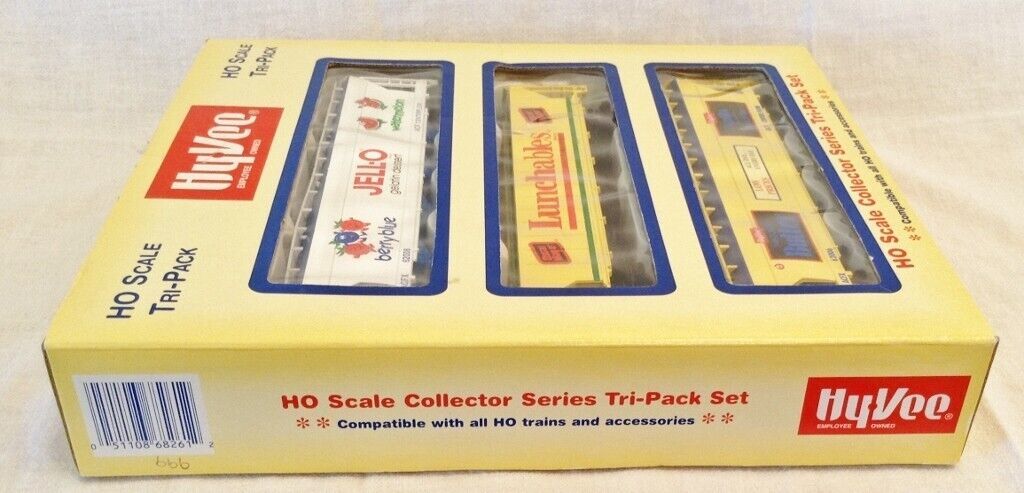 HO SCALE
TRI-PACK
HyVee®
EMPLOYEE OWNED
HO SCALE
TRI-PACK
watermelon
JELL-O
gelatin dessert
berry blue
Lunchables®
HO Scale Collector Series Tri-Pack Set
** Compatible with all HO trains and accessories **
HO Scale Collector Series Tri-Pack Set
** Compatible with all HO trains and accessories **
HyVee®
EMPLOYEE OWNED
0 51108 68261 2
666